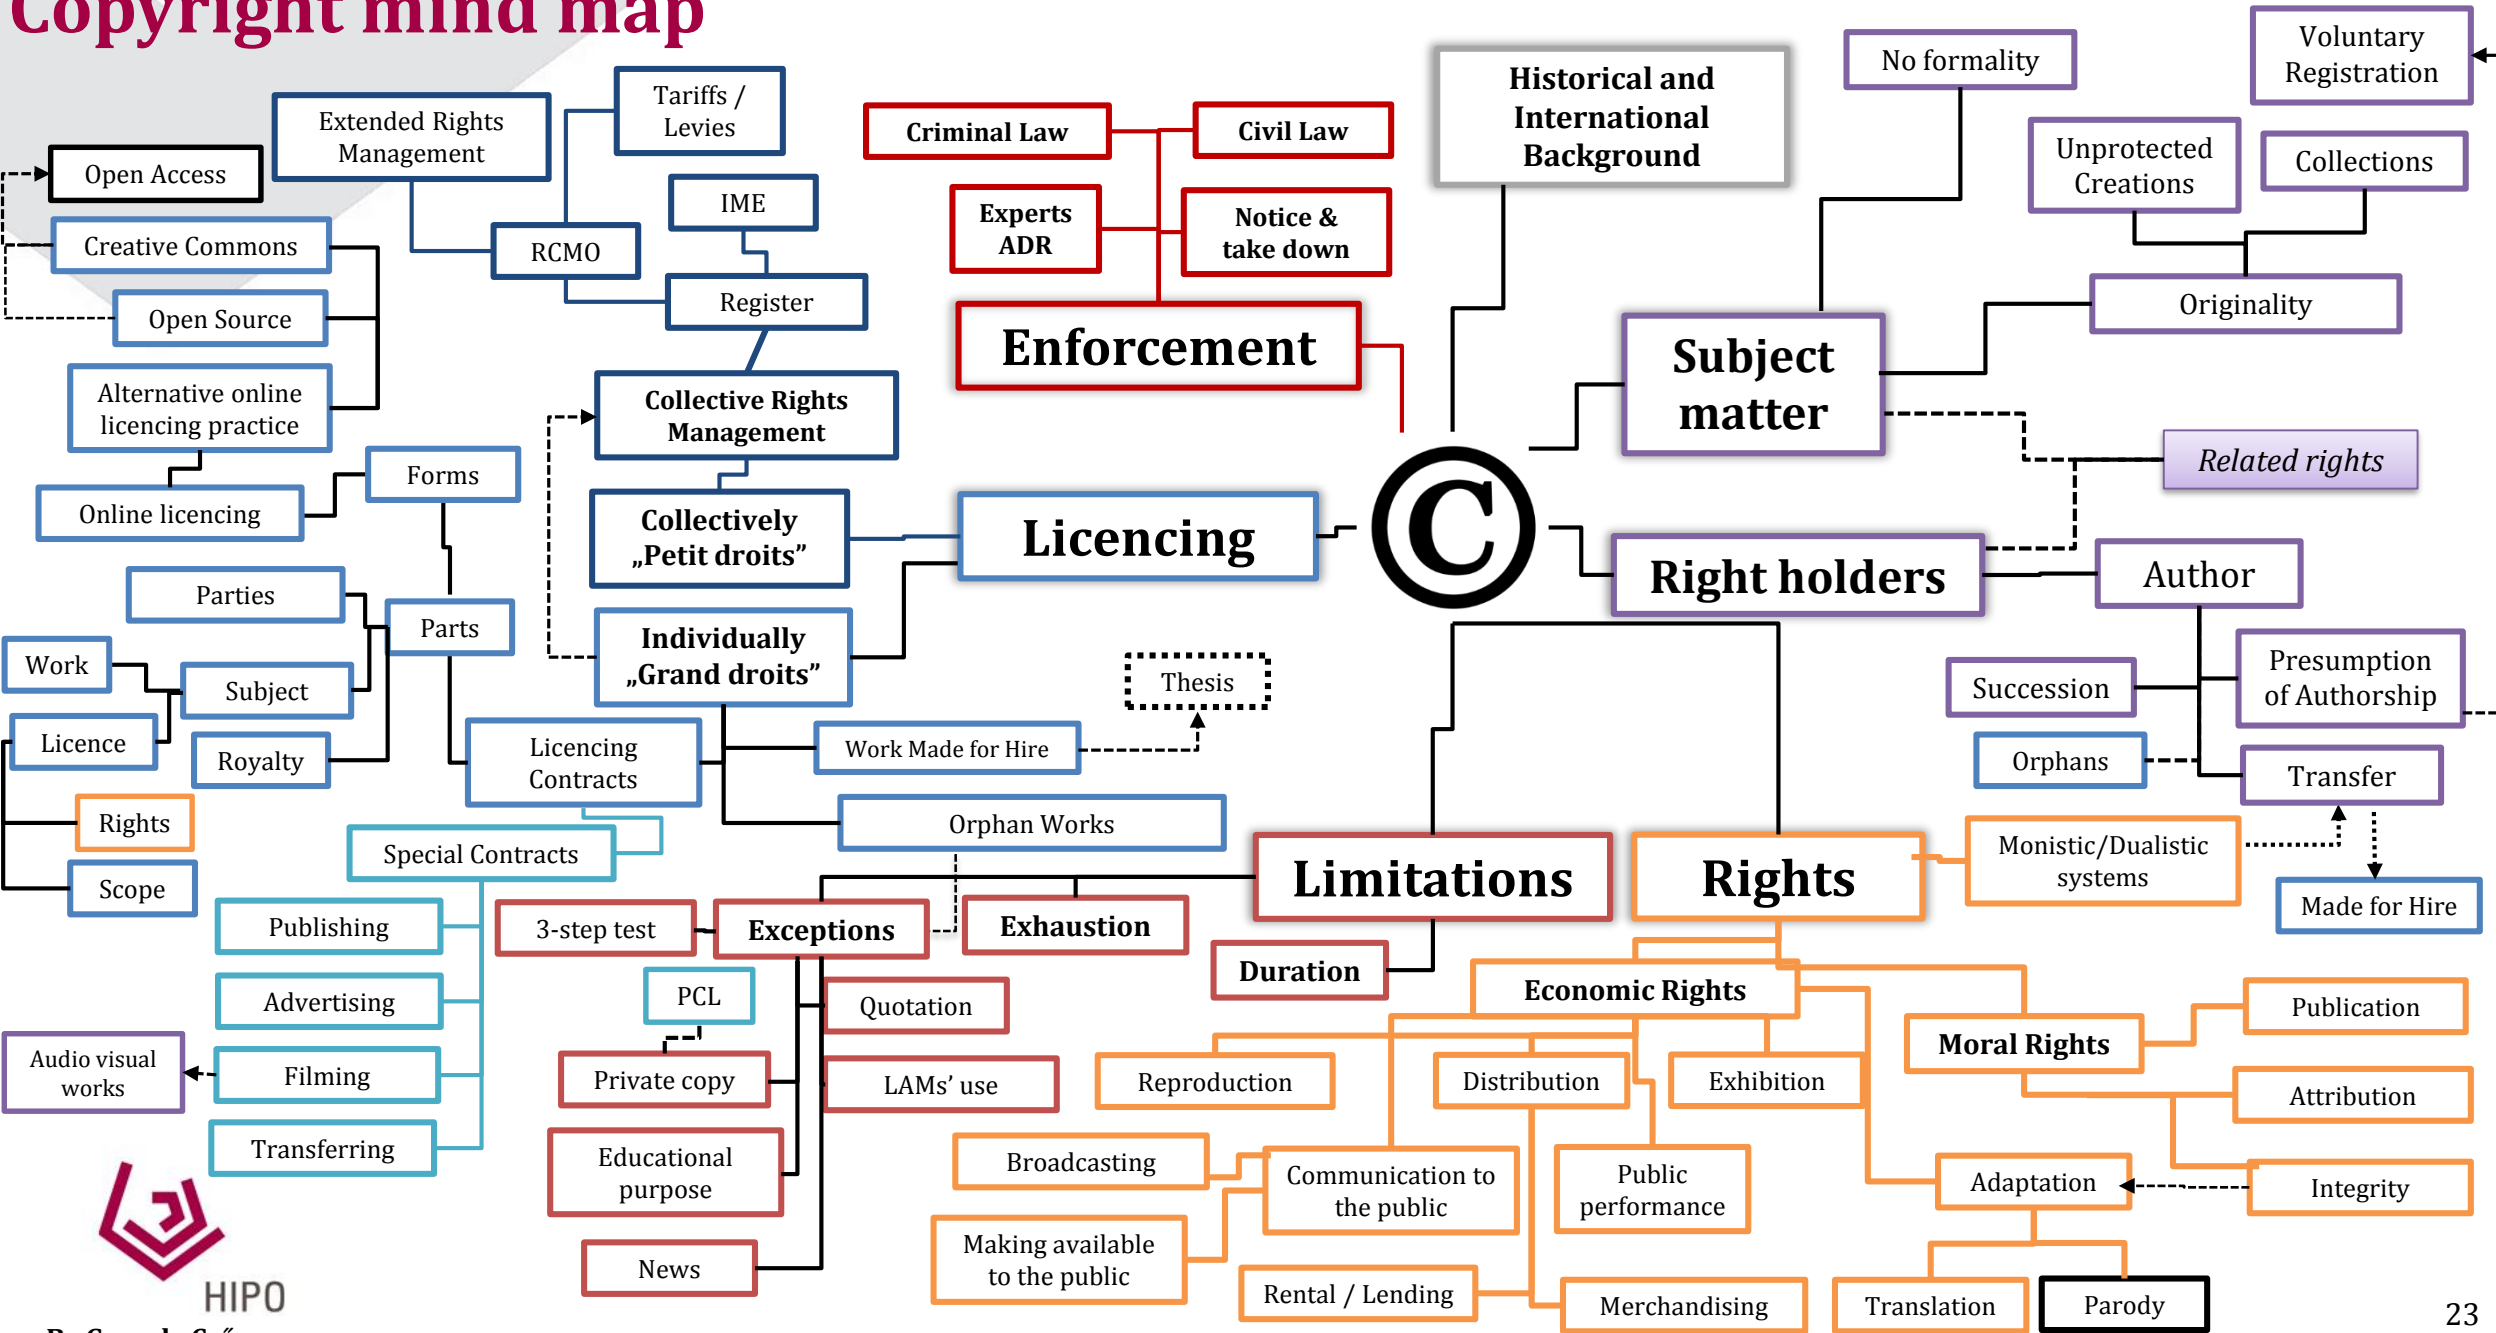 Copyright mind map
Voluntary
Registration
No formality
Historical and
International
Background
Tariffs /
Levies
Extended Rights
Management
Criminal Law
Civil Law
Unprotected
Creations
Collections
Open Access
IME
Experts
ADR
Notice &
take down
Creative Commons
RCMO
Register
Originality
Open Source
Enforcement
Subject
matter
Alternative online
licencing practice
Collective Rights
Management
Related rights
Forms
Online licencing
Collectively
„Petit droits”
Licencing
©
Right holders
Author
Parties
Parts
Individually
„Grand droits”
Work
Subject
Thesis
Succession
Presumption
of Authorship
Licence
Royalty
Licencing
Contracts
Work Made for Hire
Orphans
Transfer
Rights
Orphan Works
Special Contracts
Limitations
Rights
Monistic/Dualistic
systems
Scope
Made for Hire
Publishing
3-step test
Exceptions
Exhaustion
Duration
Economic Rights
Advertising
PCL
Quotation
Publication
Moral Rights
Audio visual
works
Filming
Private copy
LAMs’ use
Reproduction
Distribution
Exhibition
Attribution
Transferring
Educational
purpose
Broadcasting
Communication to
the public
Public
performance
Adaptation
Integrity
Making available
to the public
News
Rental / Lending
Merchandising
Translation
Parody
HIPO
23